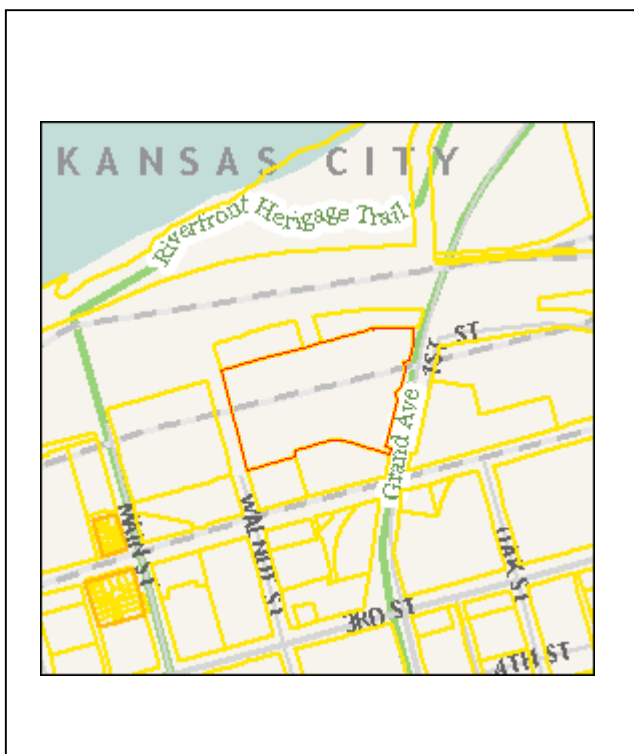 KANSAS CITY
Riverfront Herigage Trail
1ST ST
Grand Ave
MAIN ST
WALNUT ST
OAK ST
3RD ST
4TH ST